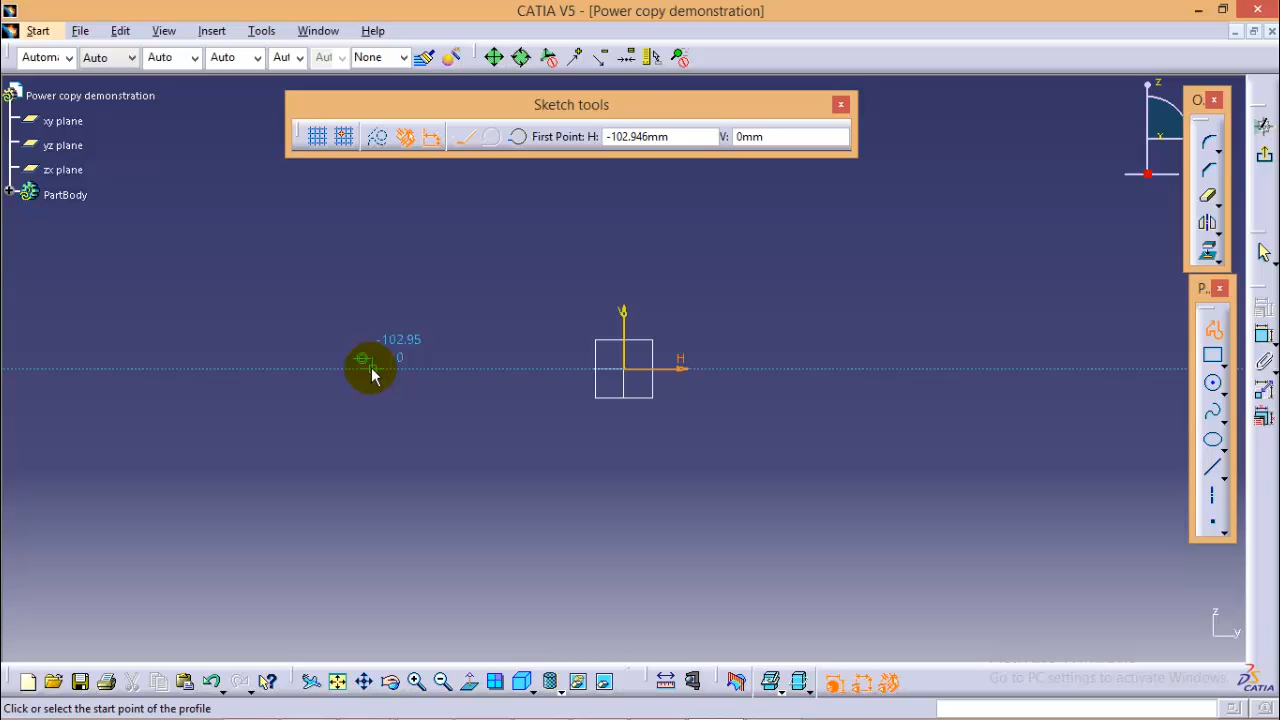 CATIA V5 - [Power copy demonstration]
Start File Edit View Insert Tools Window Help
Automa Auto Auto Auto Aut Aut None
Power copy demonstration
xy plane
yz plane
zx plane
PartBody
Sketch tools
First Point: H: -102.946mm V: 0mm
z
y
O..
P..
-102.95
0
V
H
z
y
Go to PC settings to activate Windows.
CATIA
Click or select the start point of the profile